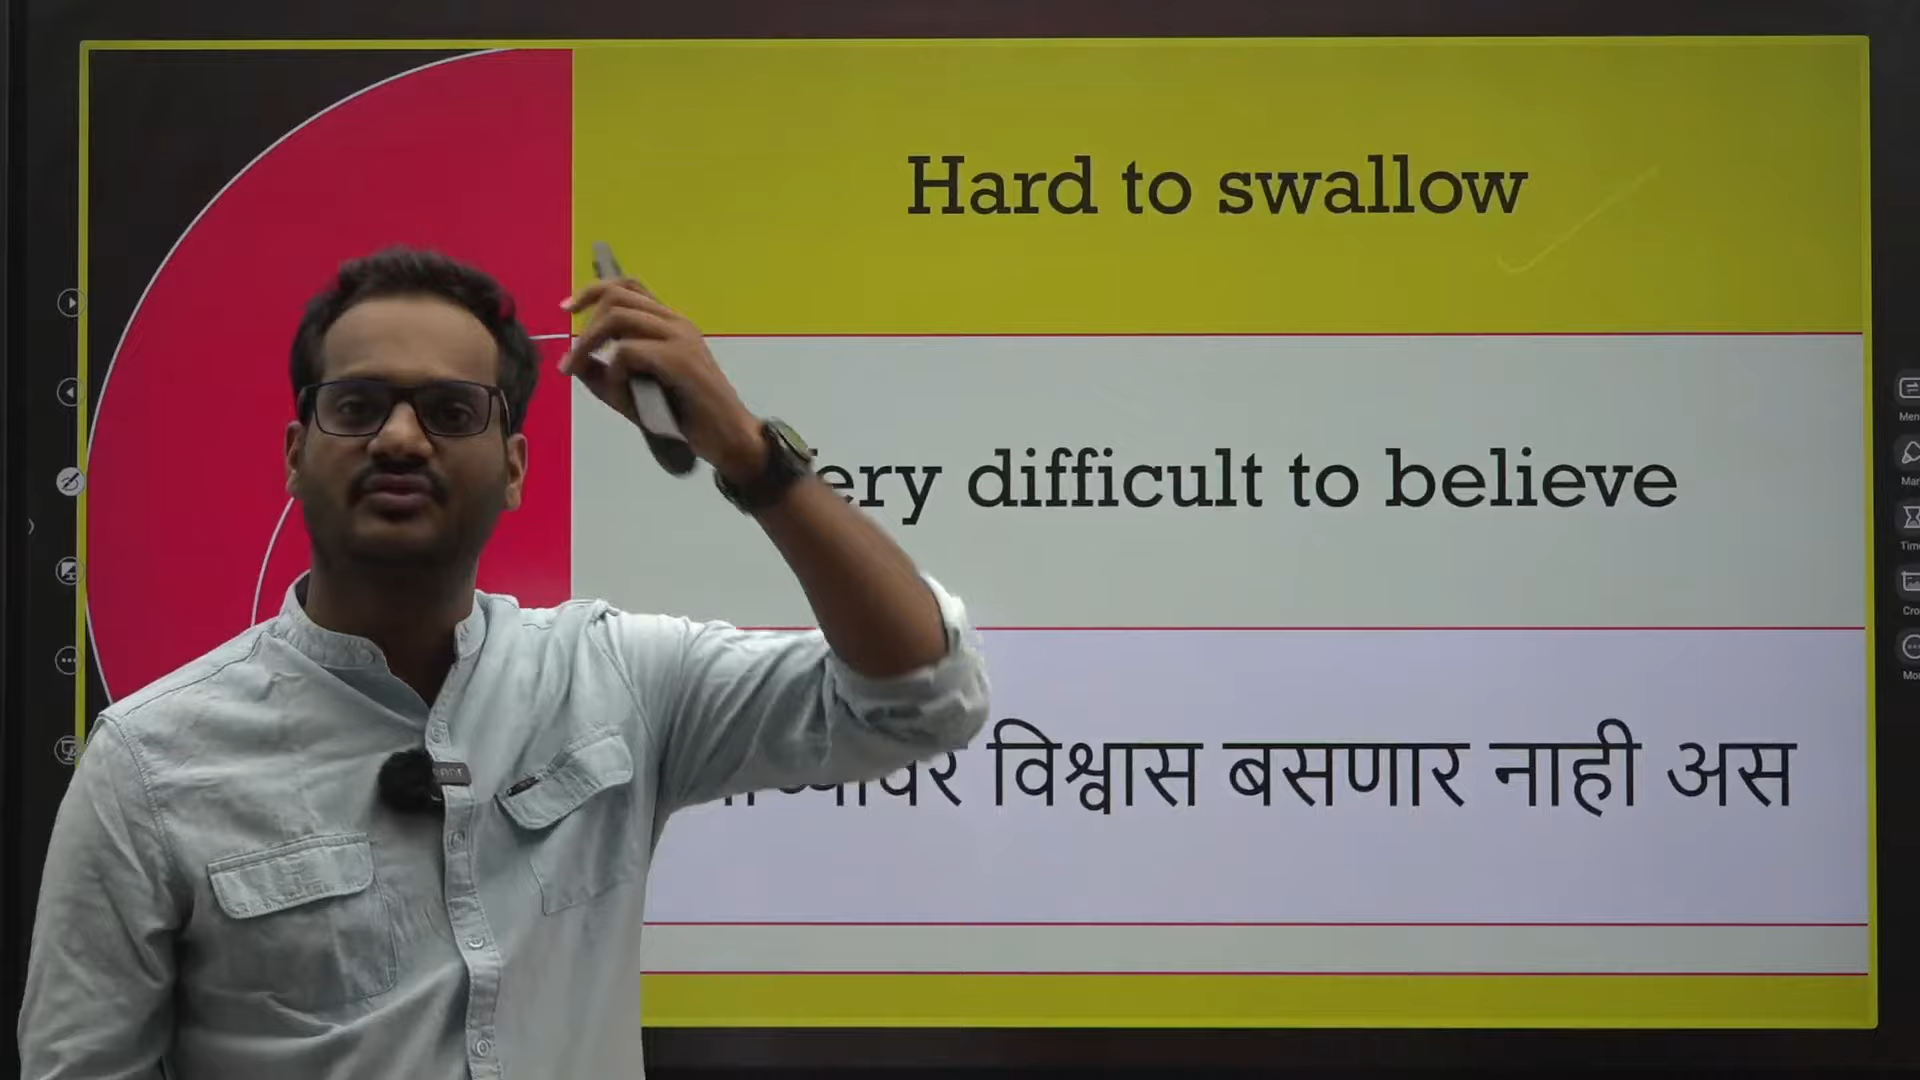 Hard to swallow
difficult to believe
विश्वास बसणार नाही अस